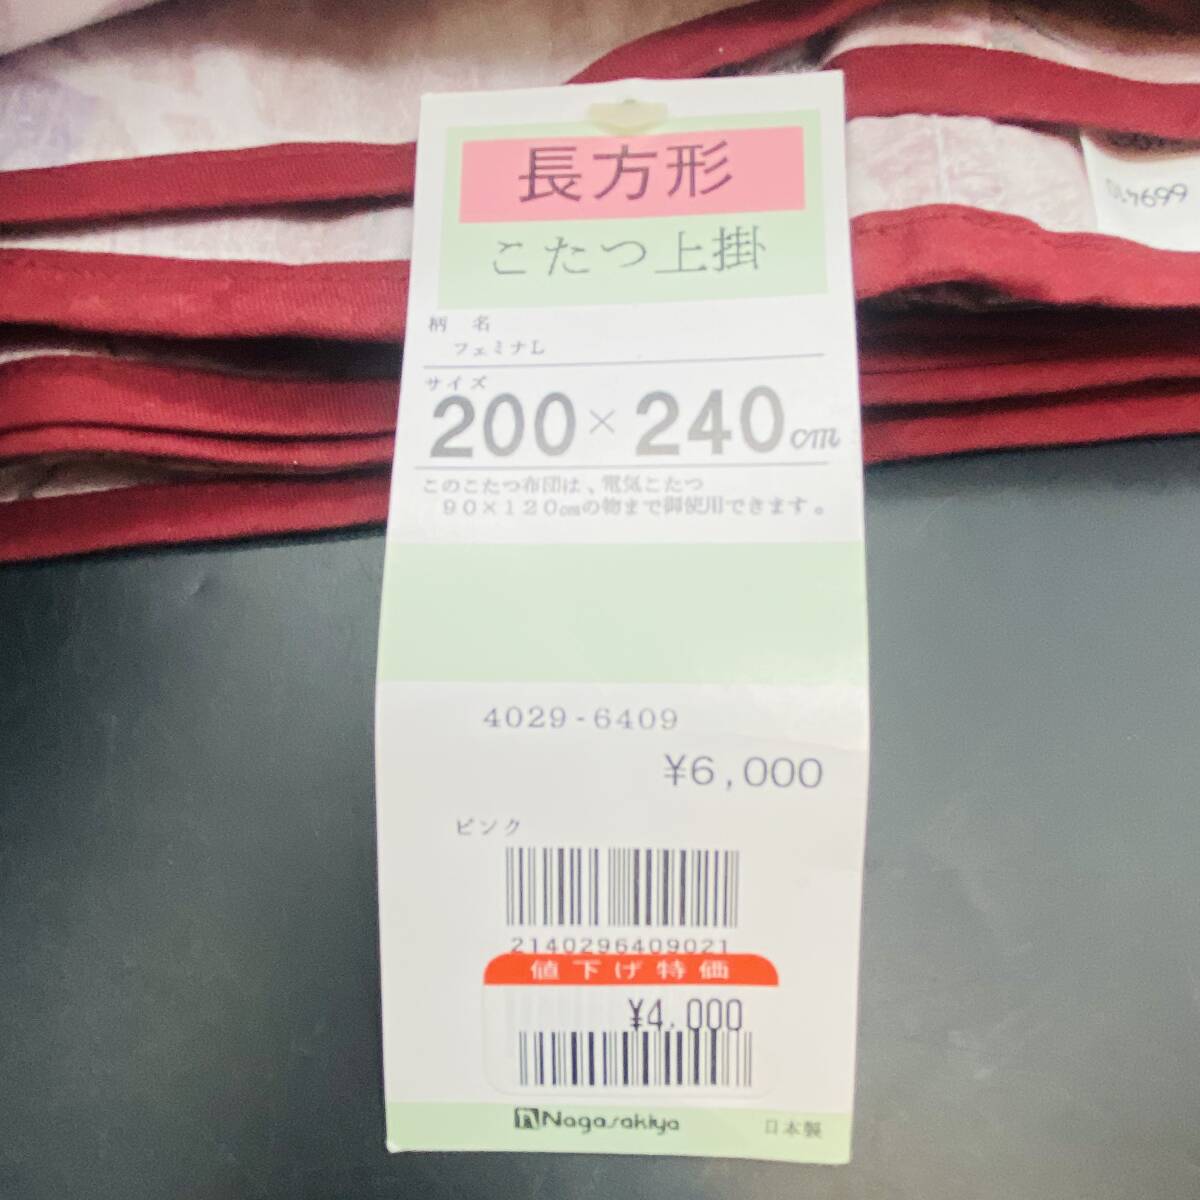 長方形
こたつ上掛
柄 名
フェミナL
サイズ
200×240cm
このこたつ布団は、電気こたつ
90×120cmの物まで御使用できます。
4029-6409
¥6,000
ピンク
2140296409021
値下げ特価
¥4,000
Nagasakiya
日本製